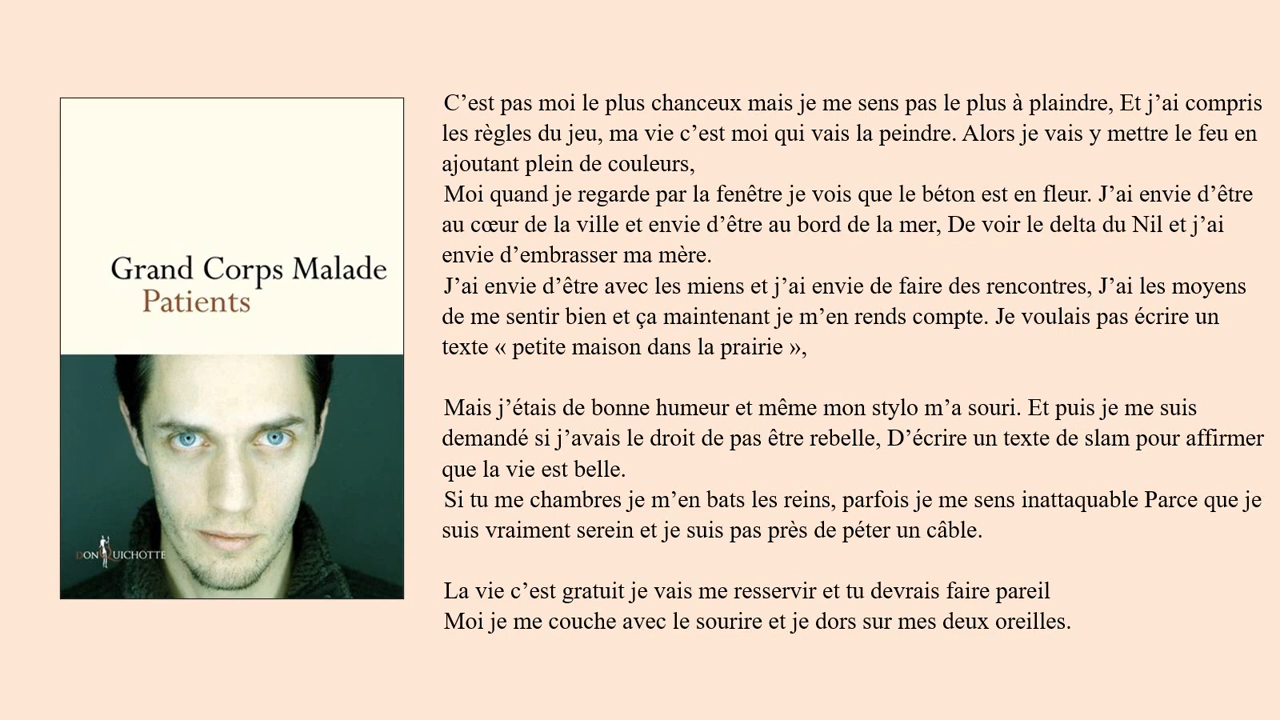 Grand Corps Malade
Patients
DON QUICHOTTE
C’est pas moi le plus chanceux mais je me sens pas le plus à plaindre, Et j’ai compris
les règles du jeu, ma vie c’est moi qui vais la peindre. Alors je vais y mettre le feu en
ajoutant plein de couleurs,
Moi quand je regarde par la fenêtre je vois que le béton est en fleur. J’ai envie d’être
au cœur de la ville et envie d’être au bord de la mer, De voir le delta du Nil et j’ai
envie d’embrasser ma mère.
J’ai envie d’être avec les miens et j’ai envie de faire des rencontres, J’ai les moyens
de me sentir bien et ça maintenant je m’en rends compte. Je voulais pas écrire un
texte « petite maison dans la prairie »,
Mais j’étais de bonne humeur et même mon stylo m’a souri. Et puis je me suis
demandé si j’avais le droit de pas être rebelle, D’écrire un texte de slam pour affirmer
que la vie est belle.
Si tu me chambres je m’en bats les reins, parfois je me sens inattaquable Parce que je
suis vraiment serein et je suis pas près de péter un câble.
La vie c’est gratuit je vais me resservir et tu devrais faire pareil
Moi je me couche avec le sourire et je dors sur mes deux oreilles.